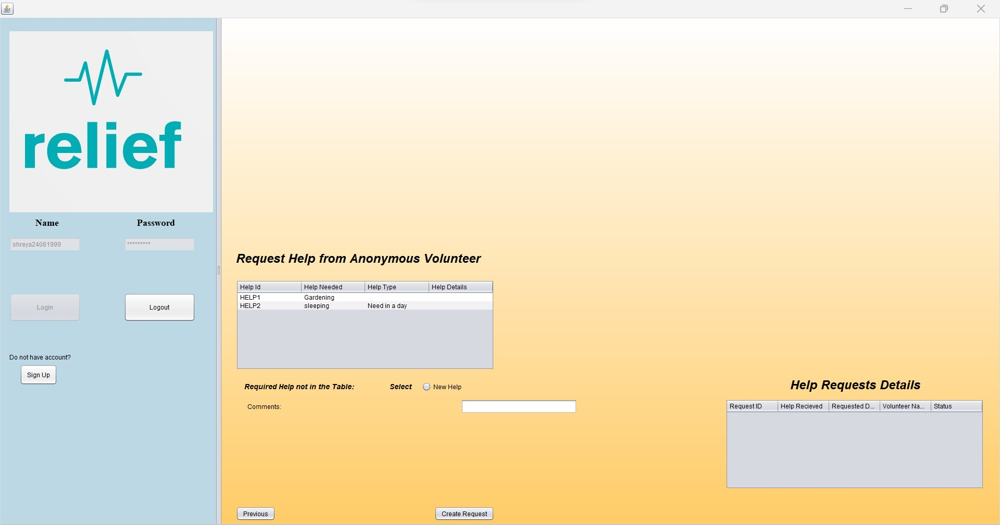 relief
Name Password
shreya24081999 *********
Login Logout
Do not have account?
Sign Up
Request Help from Anonymous Volunteer
Help Id Help Needed Help Type Help Details
HELP1 Gardening
HELP2 sleeping Need in a day
Required Help not in the Table: Select New Help
Comments:
Help Requests Details
Request ID Help Recieved Requested D... Volunteer Na... Status
Previous Create Request